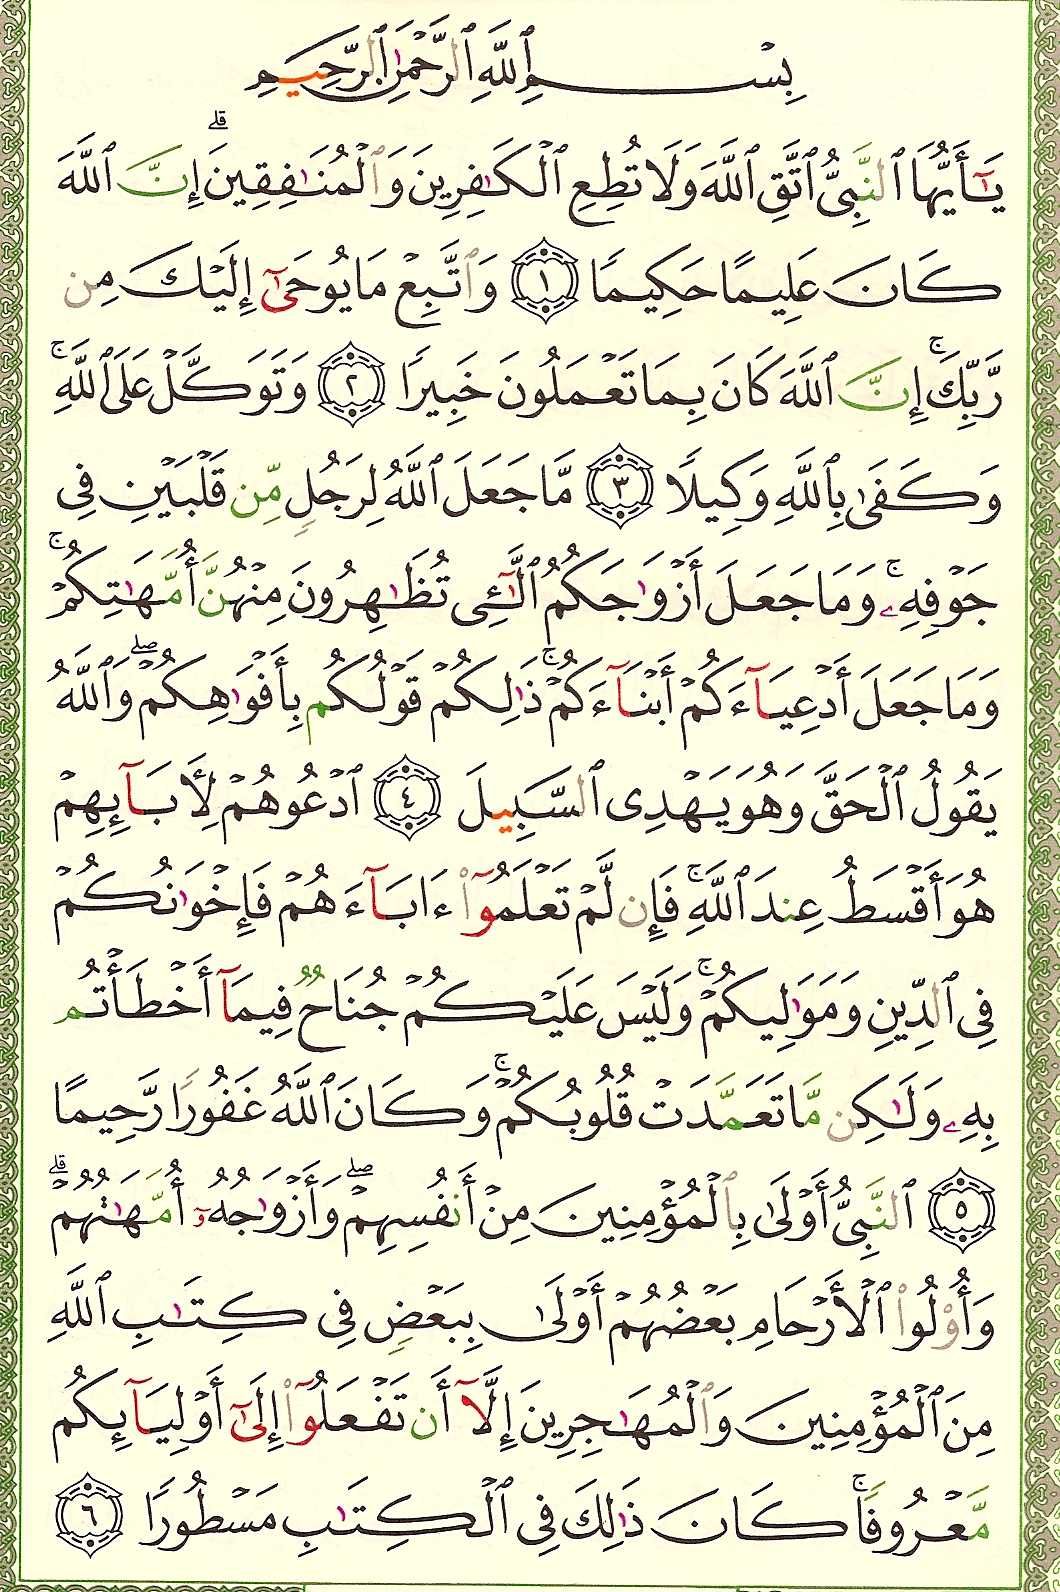 بِسْمِ ٱللَّهِ ٱلرَّحْمَٰنِ ٱلرَّحِيمِ
يَٰٓأَيُّهَا ٱلنَّبِىُّ ٱتَّقِ ٱللَّهَ وَلَا تُطِعِ ٱلْكَٰفِرِينَ وَٱلْمُنَٰفِقِينَ ۗ إِنَّ ٱللَّهَ
كَانَ عَلِيمًا حَكِيمًا ١ وَٱتَّبِعْ مَا يُوحَىٰٓ إِلَيْكَ مِن
رَّبِّكَ ۚ إِنَّ ٱللَّهَ كَانَ بِمَا تَعْمَلُونَ خَبِيرًا ٢ وَتَوَكَّلْ عَلَى ٱللَّهِ ۚ
وَكَفَىٰ بِٱللَّهِ وَكِيلًا ٣ مَّا جَعَلَ ٱللَّهُ لِرَجُلٍ مِّن قَلْبَيْنِ فِى
جَوْفِهِۦ ۚ وَمَا جَعَلَ أَزْوَٰجَكُمُ ٱلَّٰٓـِٔى تُظَٰهِرُونَ مِنْهُنَّ أُمَّهَٰتِكُمْ ۚ
وَمَا جَعَلَ أَدْعِيَآءَكُمْ أَبْنَآءَكُمْ ۚ ذَٰلِكُمْ قَوْلُكُم بِأَفْوَٰهِكُمْ ۖ وَٱللَّهُ
يَقُولُ ٱلْحَقَّ وَهُوَ يَهْدِى ٱلسَّبِيلَ ٤ ٱدْعُوهُمْ لِـَٔابَآئِهِمْ
هُوَ أَقْسَطُ عِندَ ٱللَّهِ ۚ فَإِن لَّمْ تَعْلَمُوٓا۟ ءَابَآءَهُمْ فَإِخْوَٰنُكُمْ
فِى ٱلدِّينِ وَمَوَٰلِيكُمْ ۚ وَلَيْسَ عَلَيْكُمْ جُنَاحٌ فِيمَآ أَخْطَأْتُم
بِهِۦ وَلَٰكِن مَّا تَعَمَّدَتْ قُلُوبُكُمْ ۚ وَكَانَ ٱللَّهُ غَفُورًا رَّحِيمًا
٥ ٱلنَّبِىُّ أَوْلَىٰ بِٱلْمُؤْمِنِينَ مِنْ أَنفُسِهِمْ ۖ وَأَزْوَٰجُهُۥٓ أُمَّهَٰتُهُمْ ۗ
وَأُو۟لُوا۟ ٱلْأَرْحَامِ بَعْضُهُمْ أَوْلَىٰ بِبَعْضٍ فِى كِتَٰبِ ٱللَّهِ
مِنَ ٱلْمُؤْمِنِينَ وَٱلْمُهَٰجِرِينَ إِلَّآ أَن تَفْعَلُوٓا۟ إِلَىٰٓ أَوْلِيَآئِكُم
مَّعْرُوفًا ۚ كَانَ ذَٰلِكَ فِى ٱلْكِتَٰبِ مَسْطُورًا ٦